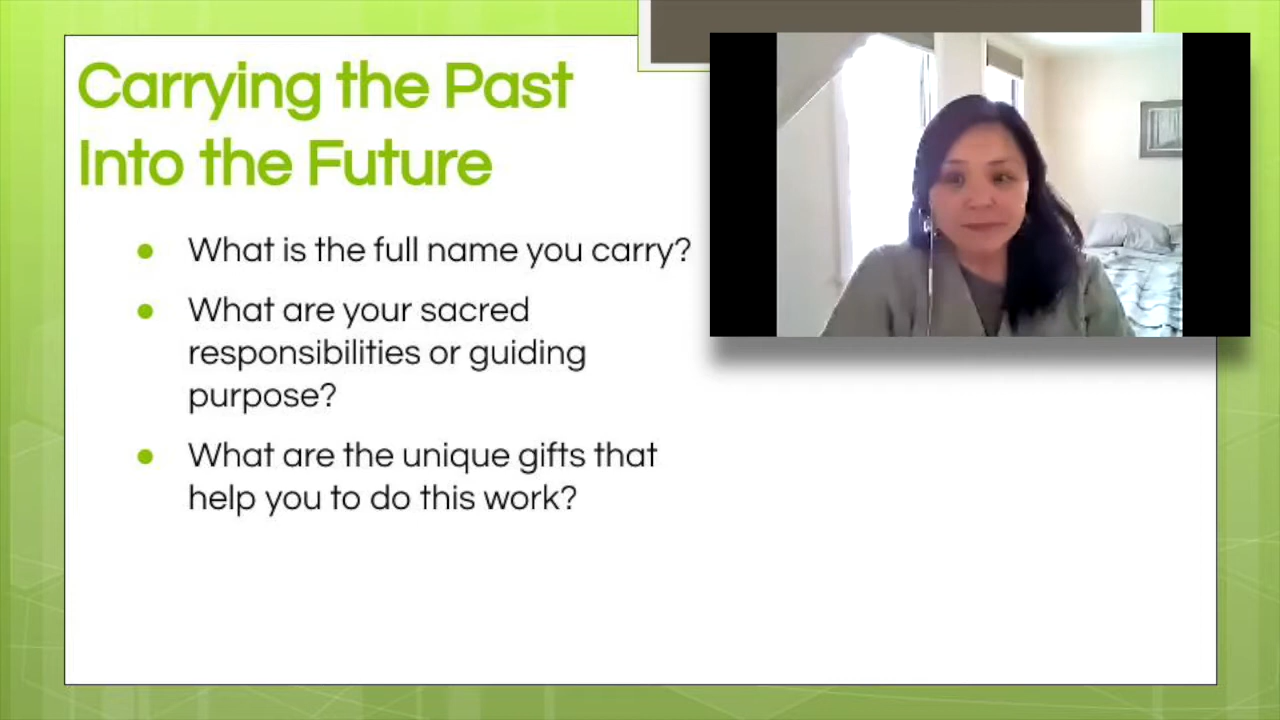 Carrying the Past
Into the Future
What is the full name you carry?
What are your sacred
responsibilities or guiding
purpose?
What are the unique gifts that
help you to do this work?